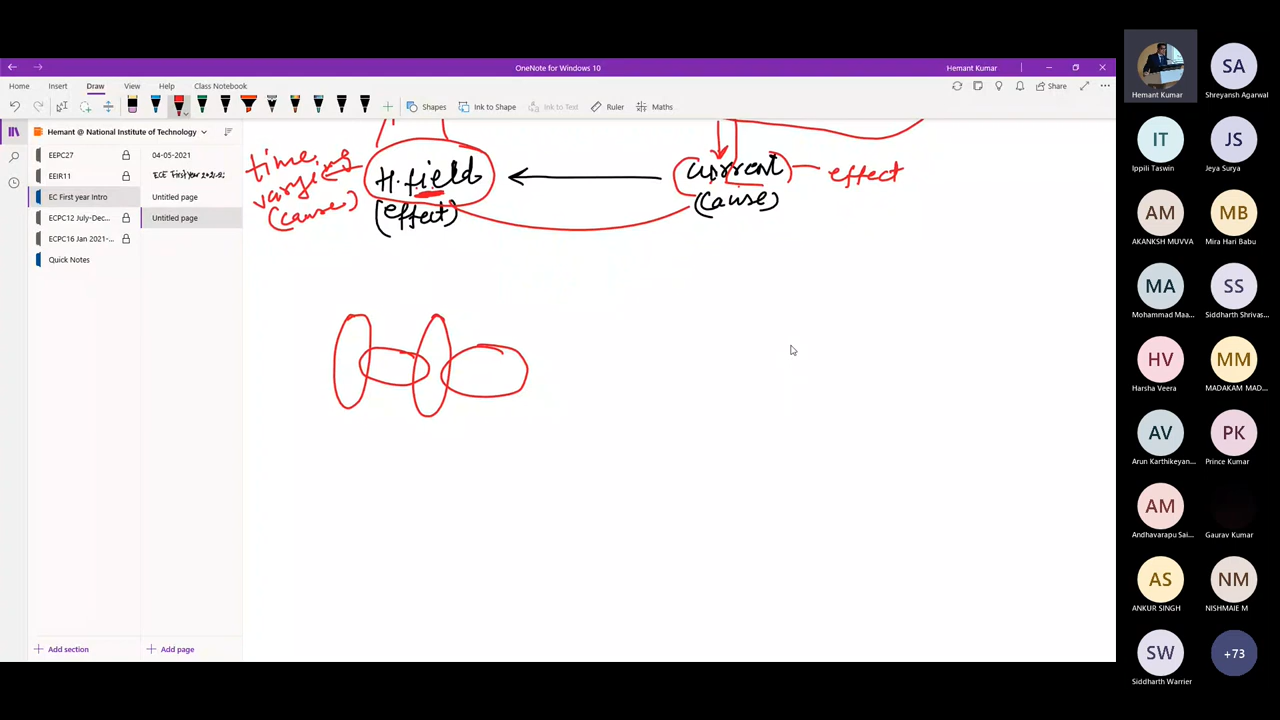 OneNote for Windows 10
Hemant Kumar
Home Insert Draw View Help Class Notebook
Share
Shapes Ink to Shape Ink to Text Ruler Maths
Hemant @ National Institute of Technology
EEPC27
EEIR11
EC First year Intro
ECPC12 July-Dec...
ECPC16 Jan 2021-...
Quick Notes
04-05-2021
ECE First Year 2021-22
Untitled page
Untitled page
Add section
Add page
time
varying
(cause)
H.field
(effect)
current
(cause)
effect
Hemant Kumar
SA
Shreyansh Agarwal
IT
Ippili Taswin
JS
Jeya Surya
AM
AKANKSH MUVVA
MB
Mira Hari Babu
MA
Mohammad Maa...
SS
Siddharth Shrivas...
HV
Harsha Veera
MM
MADAKAM MAD...
AV
Arun Karthikeyan...
PK
Prince Kumar
AM
Andhavarapu Sai...
Gaurav Kumar
AS
ANKUR SINGH
NM
NISHMAIE M
SW
Siddharth Warrier
+73